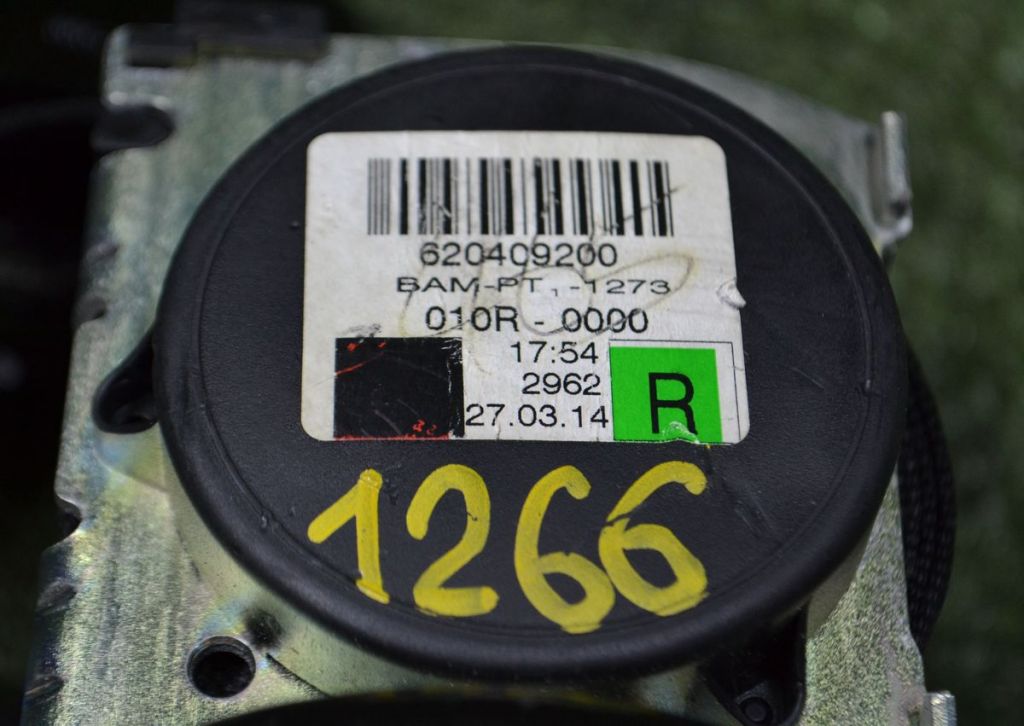 620409200
BAM-PT1-1273
010R - 0000
17:54
2962
27.03.14
R
1266